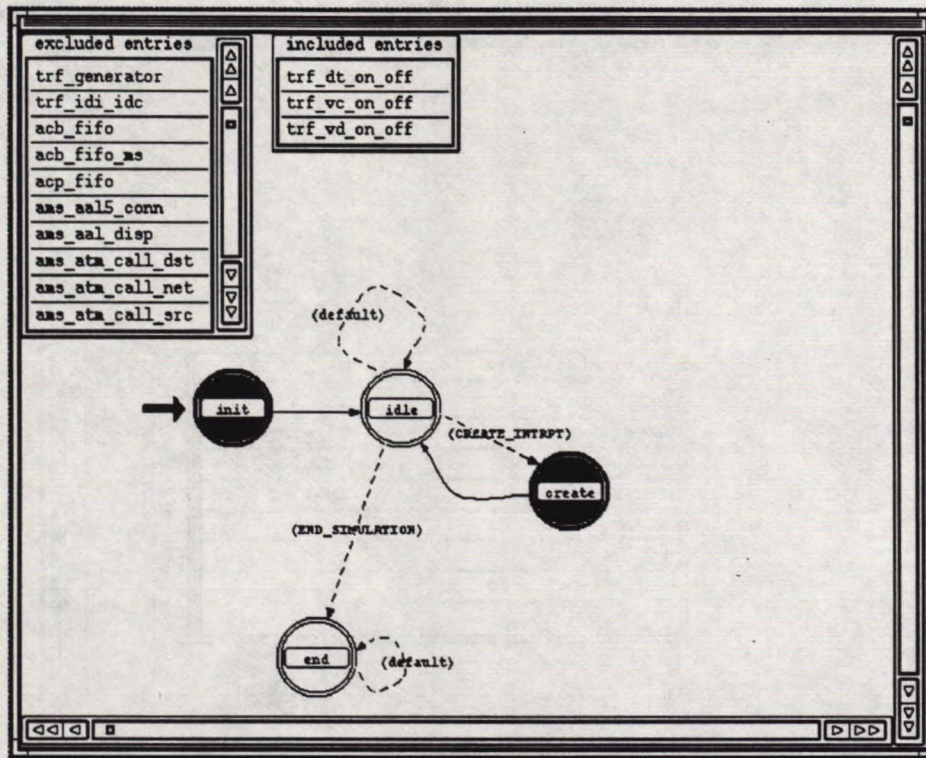 excluded entries
trf_generator
trf_idi_idc
acb_fifo
acb_fifo_ms
acp_fifo
ams_aal5_conn
ams_aal_disp
ams_atm_call_dst
ams_atm_call_net
ams_atm_call_src
included entries
trf_dt_on_off
trf_vc_on_off
trf_vd_on_off
(default)
init
idle
(CREATE_INTRPT)
create
(END_SIMULATION)
end
(default)